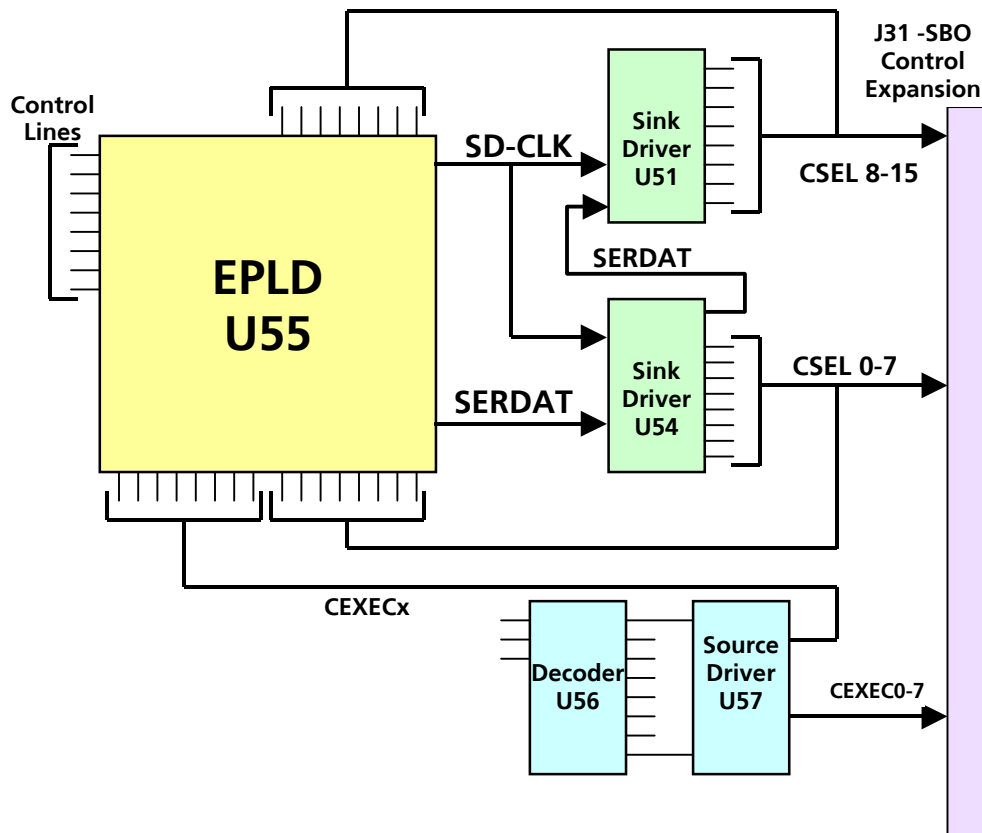 J31 -SBO
Control
Expansion
Control
Lines
Sink
Driver
U51
SD-CLK
CSEL 8-15
SERDAT
EPLD
U55
Sink
Driver
U54
CSEL 0-7
SERDAT
CEXECx
Decoder
U56
Source
Driver
U57
CEXEC0-7